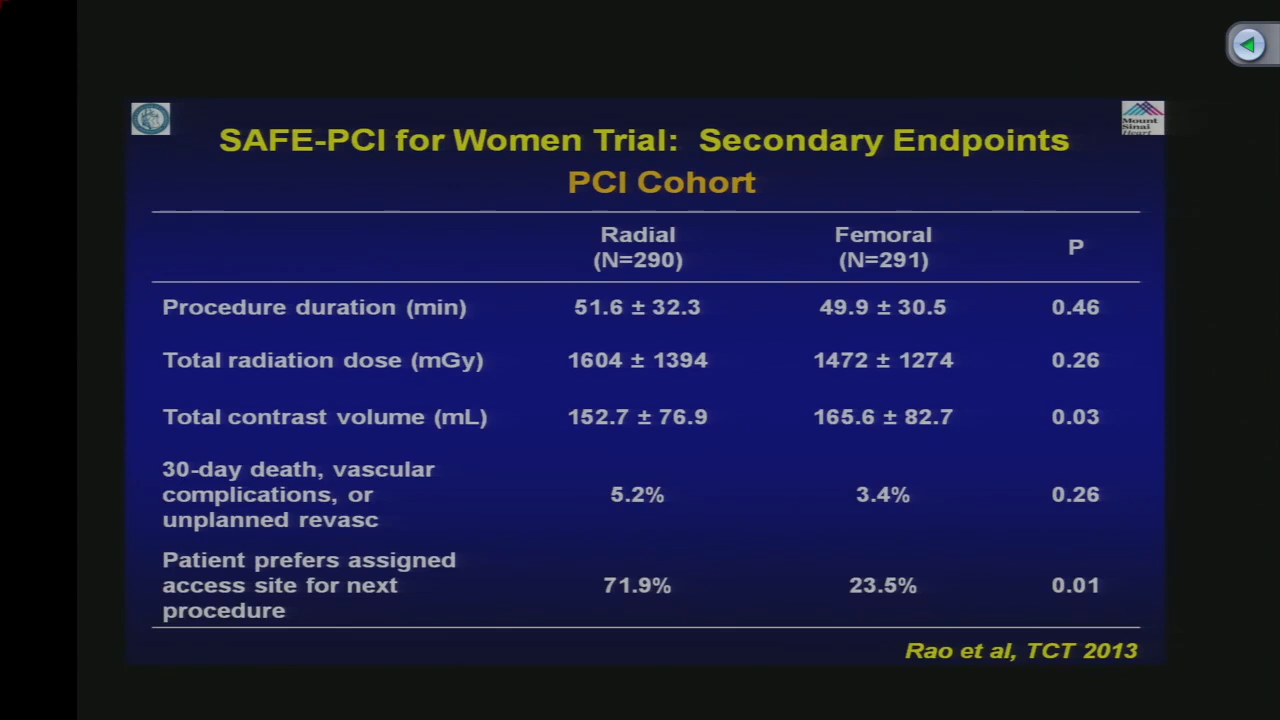 Mount
Sinai
Heart
SAFE-PCI for Women Trial: Secondary Endpoints
PCI Cohort
Radial Femoral P
(N=290) (N=291)
Procedure duration (min) 51.6 ± 32.3 49.9 ± 30.5 0.46
Total radiation dose (mGy) 1604 ± 1394 1472 ± 1274 0.26
Total contrast volume (mL) 152.7 ± 76.9 165.6 ± 82.7 0.03
30-day death, vascular
complications, or 5.2% 3.4% 0.26
unplanned revasc
Patient prefers assigned
access site for next 71.9% 23.5% 0.01
procedure
Rao et al, TCT 2013